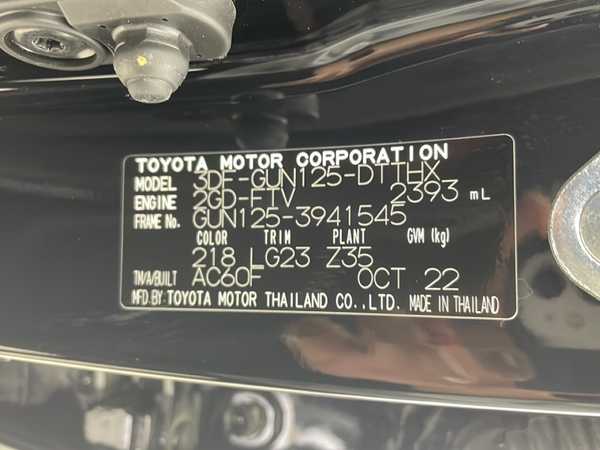 TOYOTA MOTOR CORPORATION
MODEL 3DF-GUN125-DTTHX
ENGINE 2GD-FTV 2393 mL
FRAME No. GUN125-3941545
COLOR TRIM PLANT GVM (kg)
218 LG23 Z35
T/M/A/BUILT AC60F OCT 22
MFD.BY:TOYOTA MOTOR THAILAND CO.,LTD. MADE IN THAILAND